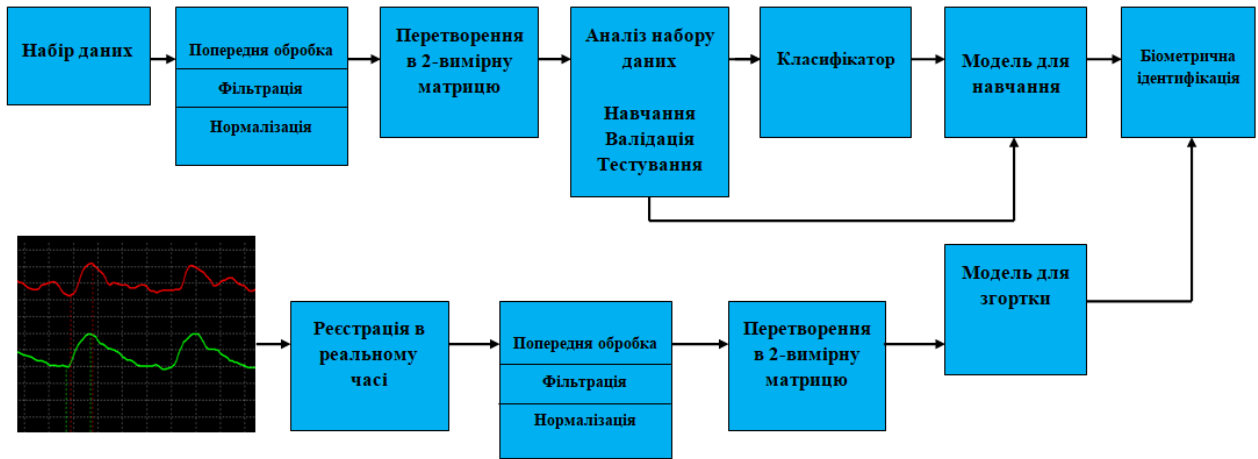 Набір даних
Попередня обробка
Фільтрація
Нормалізація
Перетворення
в 2-вимірну
матрицю
Аналіз набору
даних
Навчання
Валідація
Тестування
Класифікатор
Модель для
навчання
Біометрична
ідентифікація
Реєстрація в
реальному
часі
Попередня обробка
Фільтрація
Нормалізація
Перетворення
в 2-вимірну
матрицю
Модель для
згортки